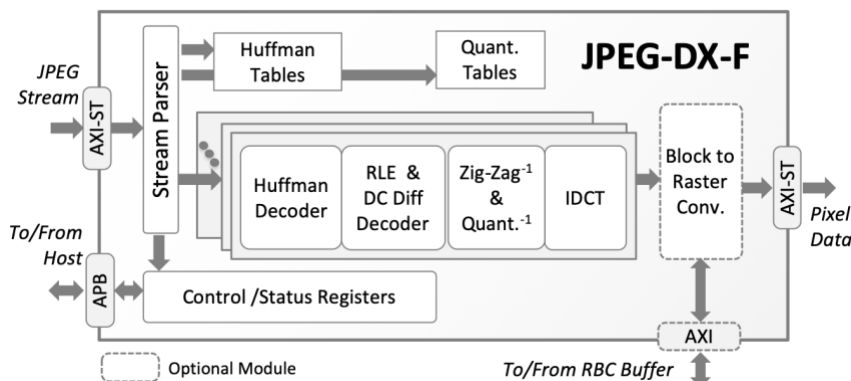 JPEG-DX-F
JPEG
Stream
AXI-ST
Stream Parser
Huffman
Tables
Quant.
Tables
Huffman
Decoder
RLE &
DC Diff
Decoder
Zig-Zag⁻¹
&
Quant.⁻¹
IDCT
Block to
Raster
Conv.
AXI-ST
Pixel
Data
To/From
Host
APB
Control /Status Registers
AXI
Optional Module
To/From RBC Buffer